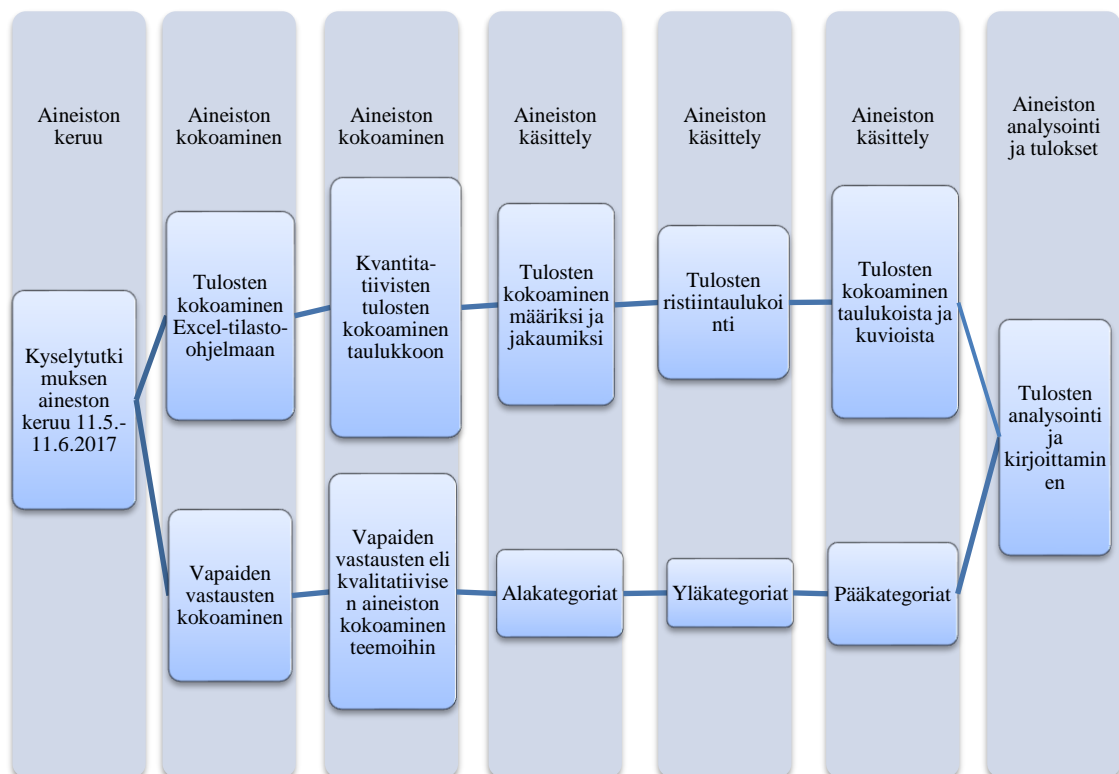 Aineiston
keruu
Aineiston
kokoaminen
Aineiston
kokoaminen
Aineiston
käsittely
Aineiston
käsittely
Aineiston
käsittely
Aineiston
analysointi
ja tulokset
Kyselytutki
muksen
aineston
keruu 11.5.-
11.6.2017
Tulosten
kokoaminen
Excel-tilasto-
ohjelmaan
Kvantita-
tiivisten
tulosten
kokoaminen
taulukkoon
Tulosten
kokoaminen
määriksi ja
jakaumiksi
Tulosten
ristiintaulukoi
nti
Tulosten
kokoaminen
taulukoista ja
kuvioista
Vapaiden
vastausten
kokoaminen
Vapaiden
vastausten eli
kvalitatiivise
n aineiston
kokoaminen
teemoihin
Alakategoriat
Yläkategoriat
Pääkategoriat
Tulosten
analysointi
ja
kirjoittamin
en